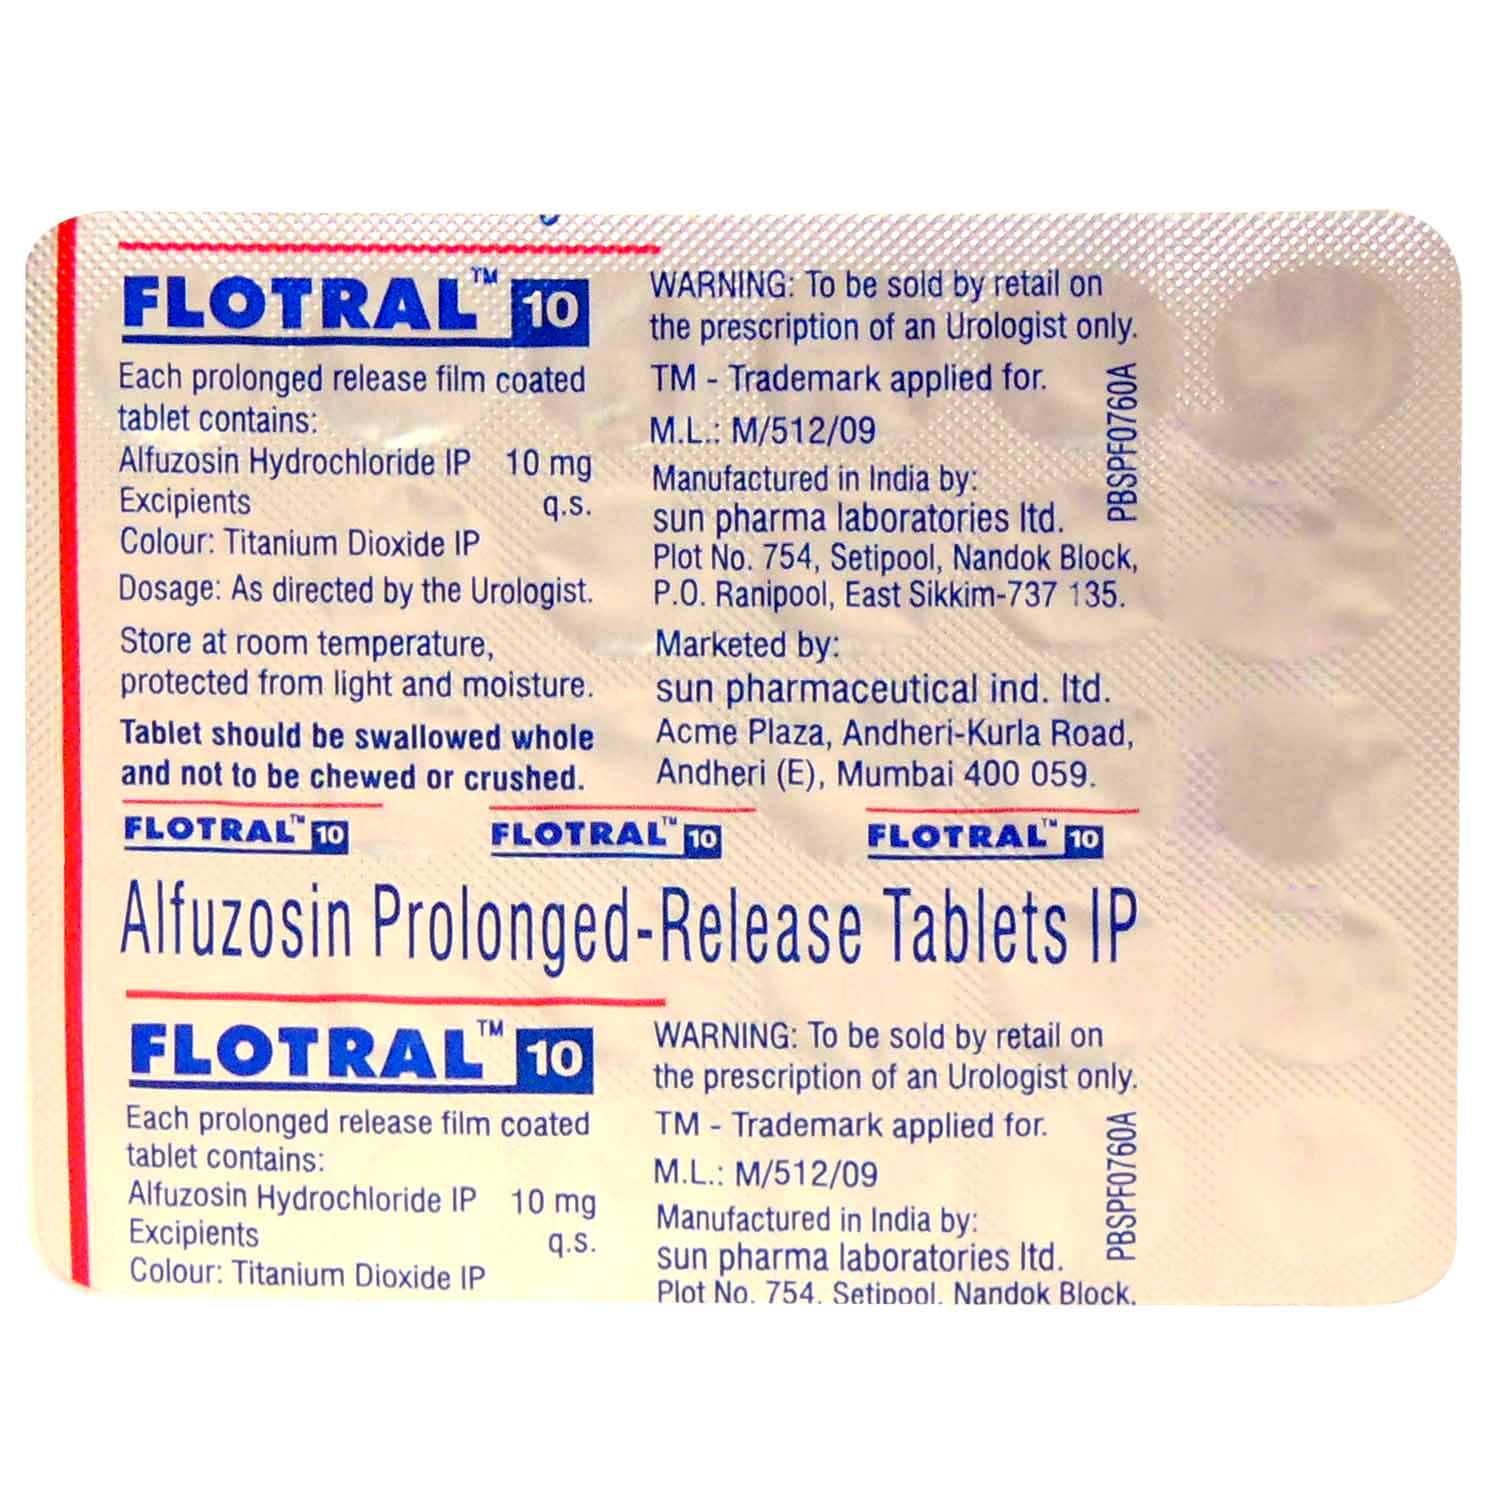 FLOTRAL™ 10
Each prolonged release film coated
tablet contains:
Alfuzosin Hydrochloride IP 10 mg
Excipients q.s.
Colour: Titanium Dioxide IP
Dosage: As directed by the Urologist.
Store at room temperature,
protected from light and moisture.
Tablet should be swallowed whole
and not to be chewed or crushed.
WARNING: To be sold by retail on
the prescription of an Urologist only.
TM - Trademark applied for.
M.L.: M/512/09
Manufactured in India by:
sun pharma laboratories ltd.
Plot No. 754, Setipool, Nandok Block,
P.O. Ranipool, East Sikkim-737 135.
Marketed by:
sun pharmaceutical ind. ltd.
Acme Plaza, Andheri-Kurla Road,
Andheri (E), Mumbai 400 059.
PBSPF0760A
FLOTRAL™ 10 FLOTRAL™ 10 FLOTRAL™ 10
Alfuzosin Prolonged-Release Tablets IP
FLOTRAL™ 10
Each prolonged release film coated
tablet contains:
Alfuzosin Hydrochloride IP 10 mg
Excipients q.s.
Colour: Titanium Dioxide IP
WARNING: To be sold by retail on
the prescription of an Urologist only.
TM - Trademark applied for.
M.L.: M/512/09
Manufactured in India by:
sun pharma laboratories ltd.
Plot No. 754, Setipool, Nandok Block,
PBSPF0760A